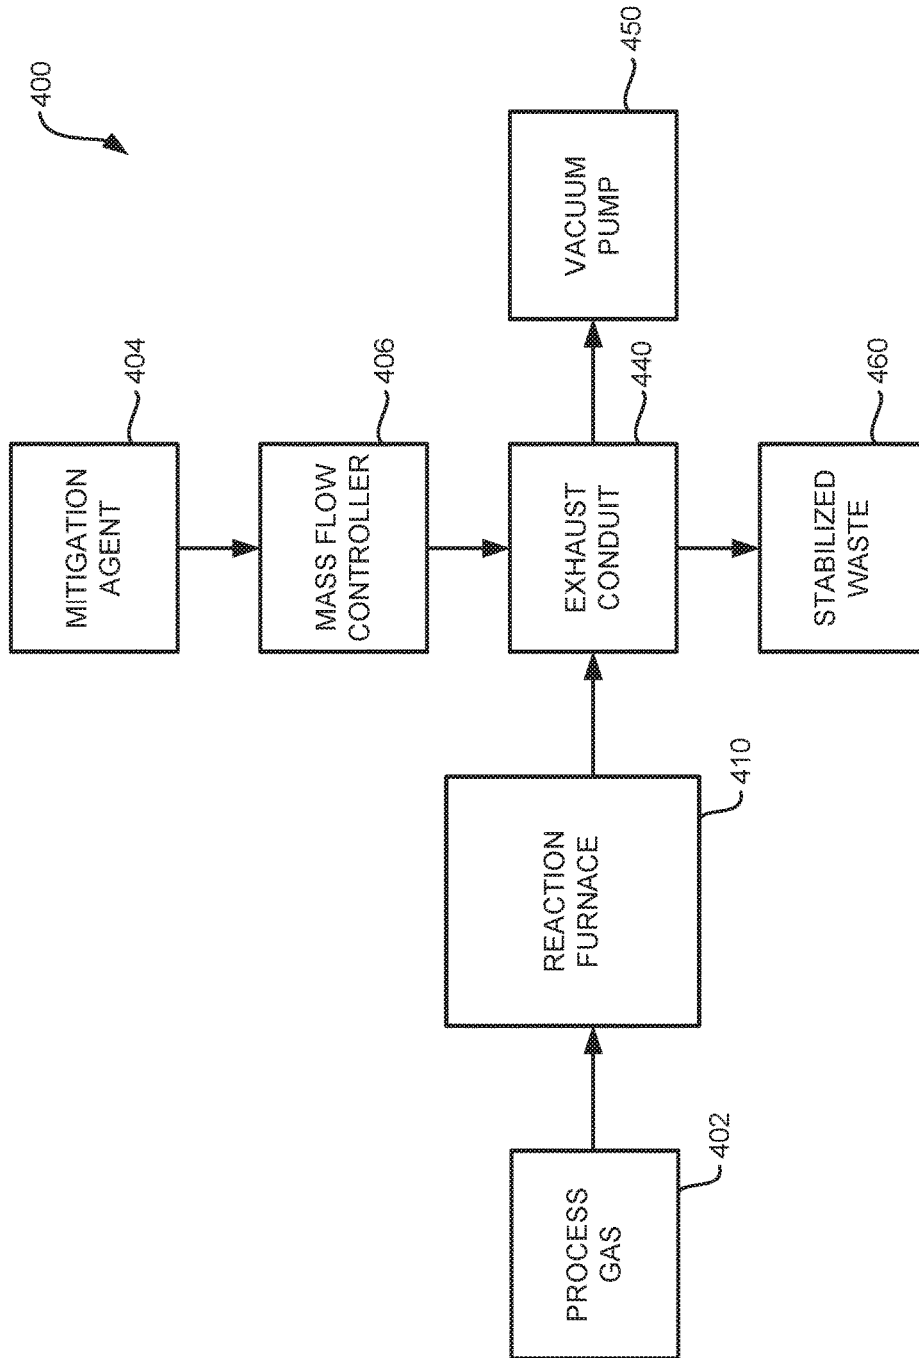 400
PROCESS
GAS
402
REACTION
FURNACE
410
MITIGATION
AGENT
404
MASS FLOW
CONTROLLER
406
EXHAUST
CONDUIT
440
VACUUM
PUMP
450
STABILIZED
WASTE
460